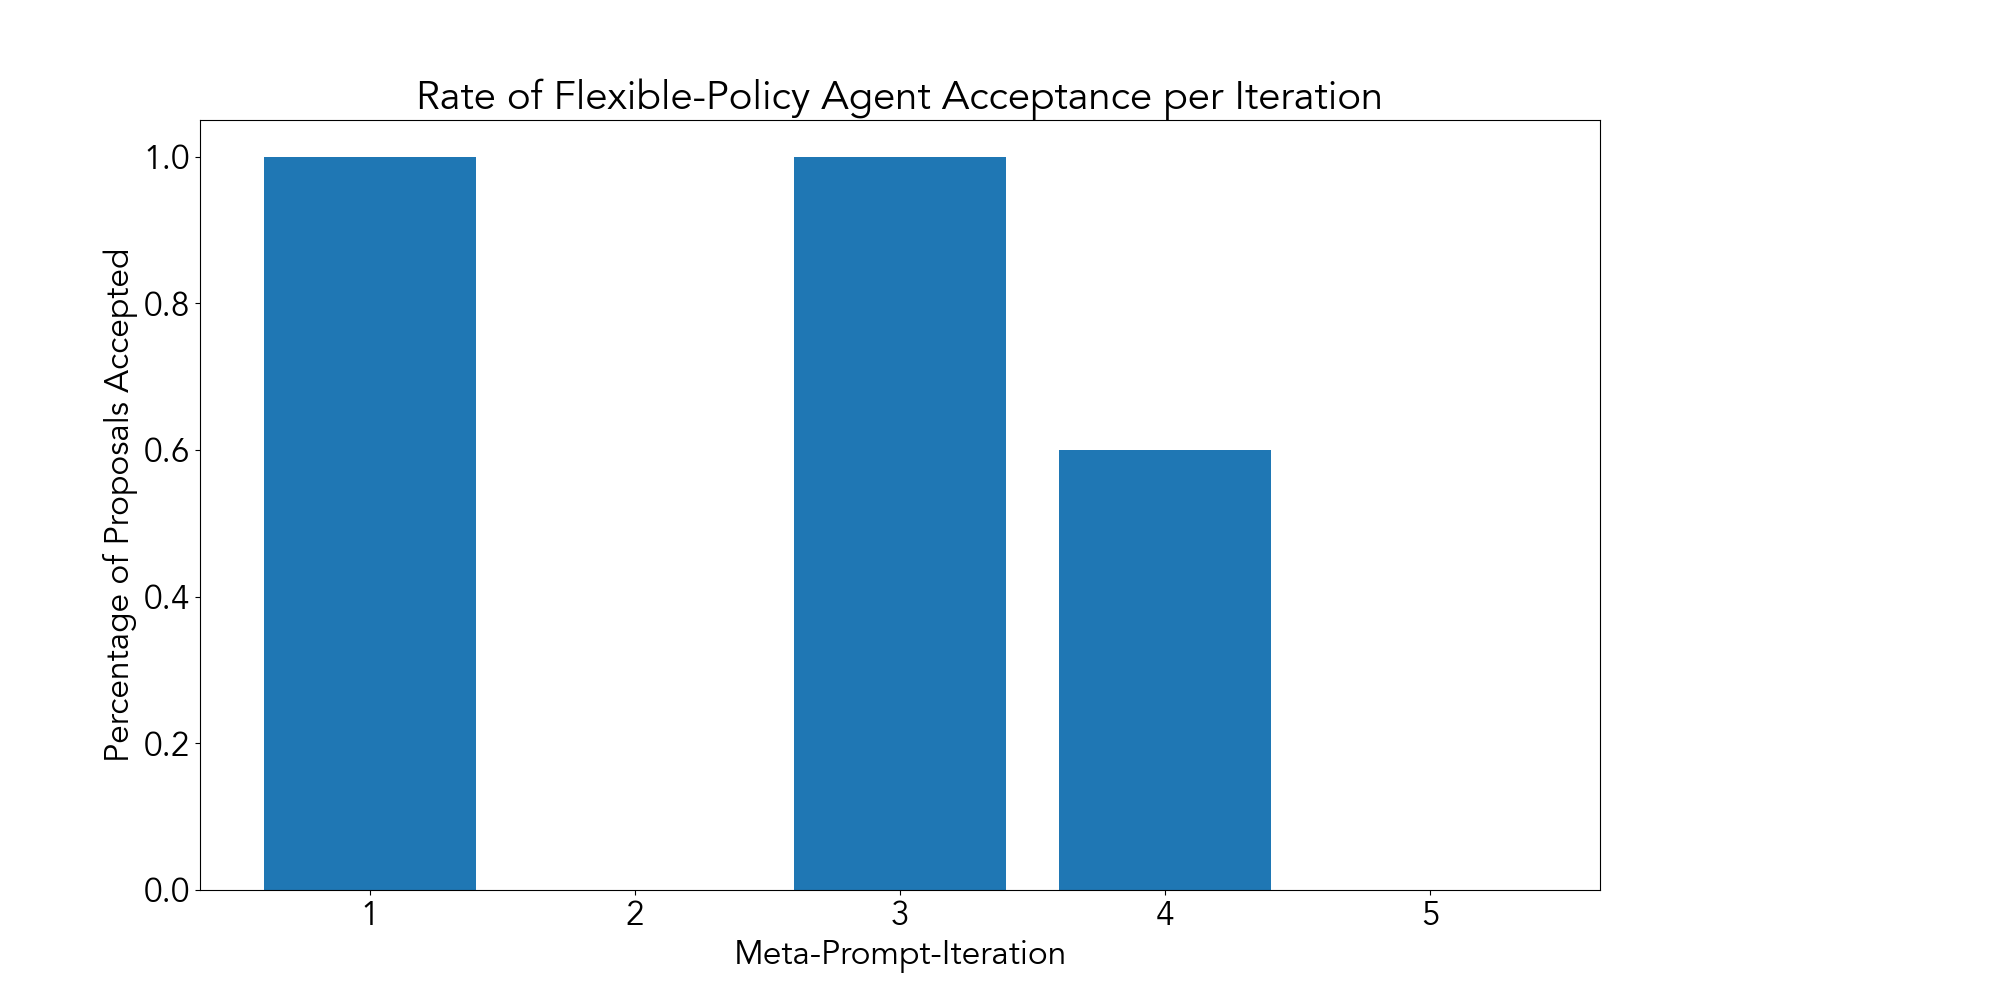 Rate of Flexible-Policy Agent Acceptance per Iteration
Percentage of Proposals Accepted
1.0
0.8
0.6
0.4
0.2
0.0
1 2 3 4 5
Meta-Prompt-Iteration